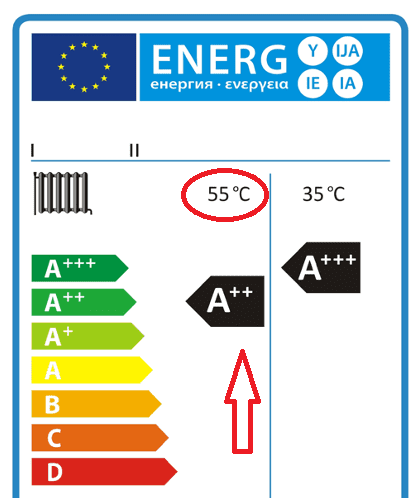 ENERG Y IJA
IE IA
енергия · ενεργεια
I II
55 °C 35 °C
A+++
A++
A+
A
B
C
D
A++
A+++